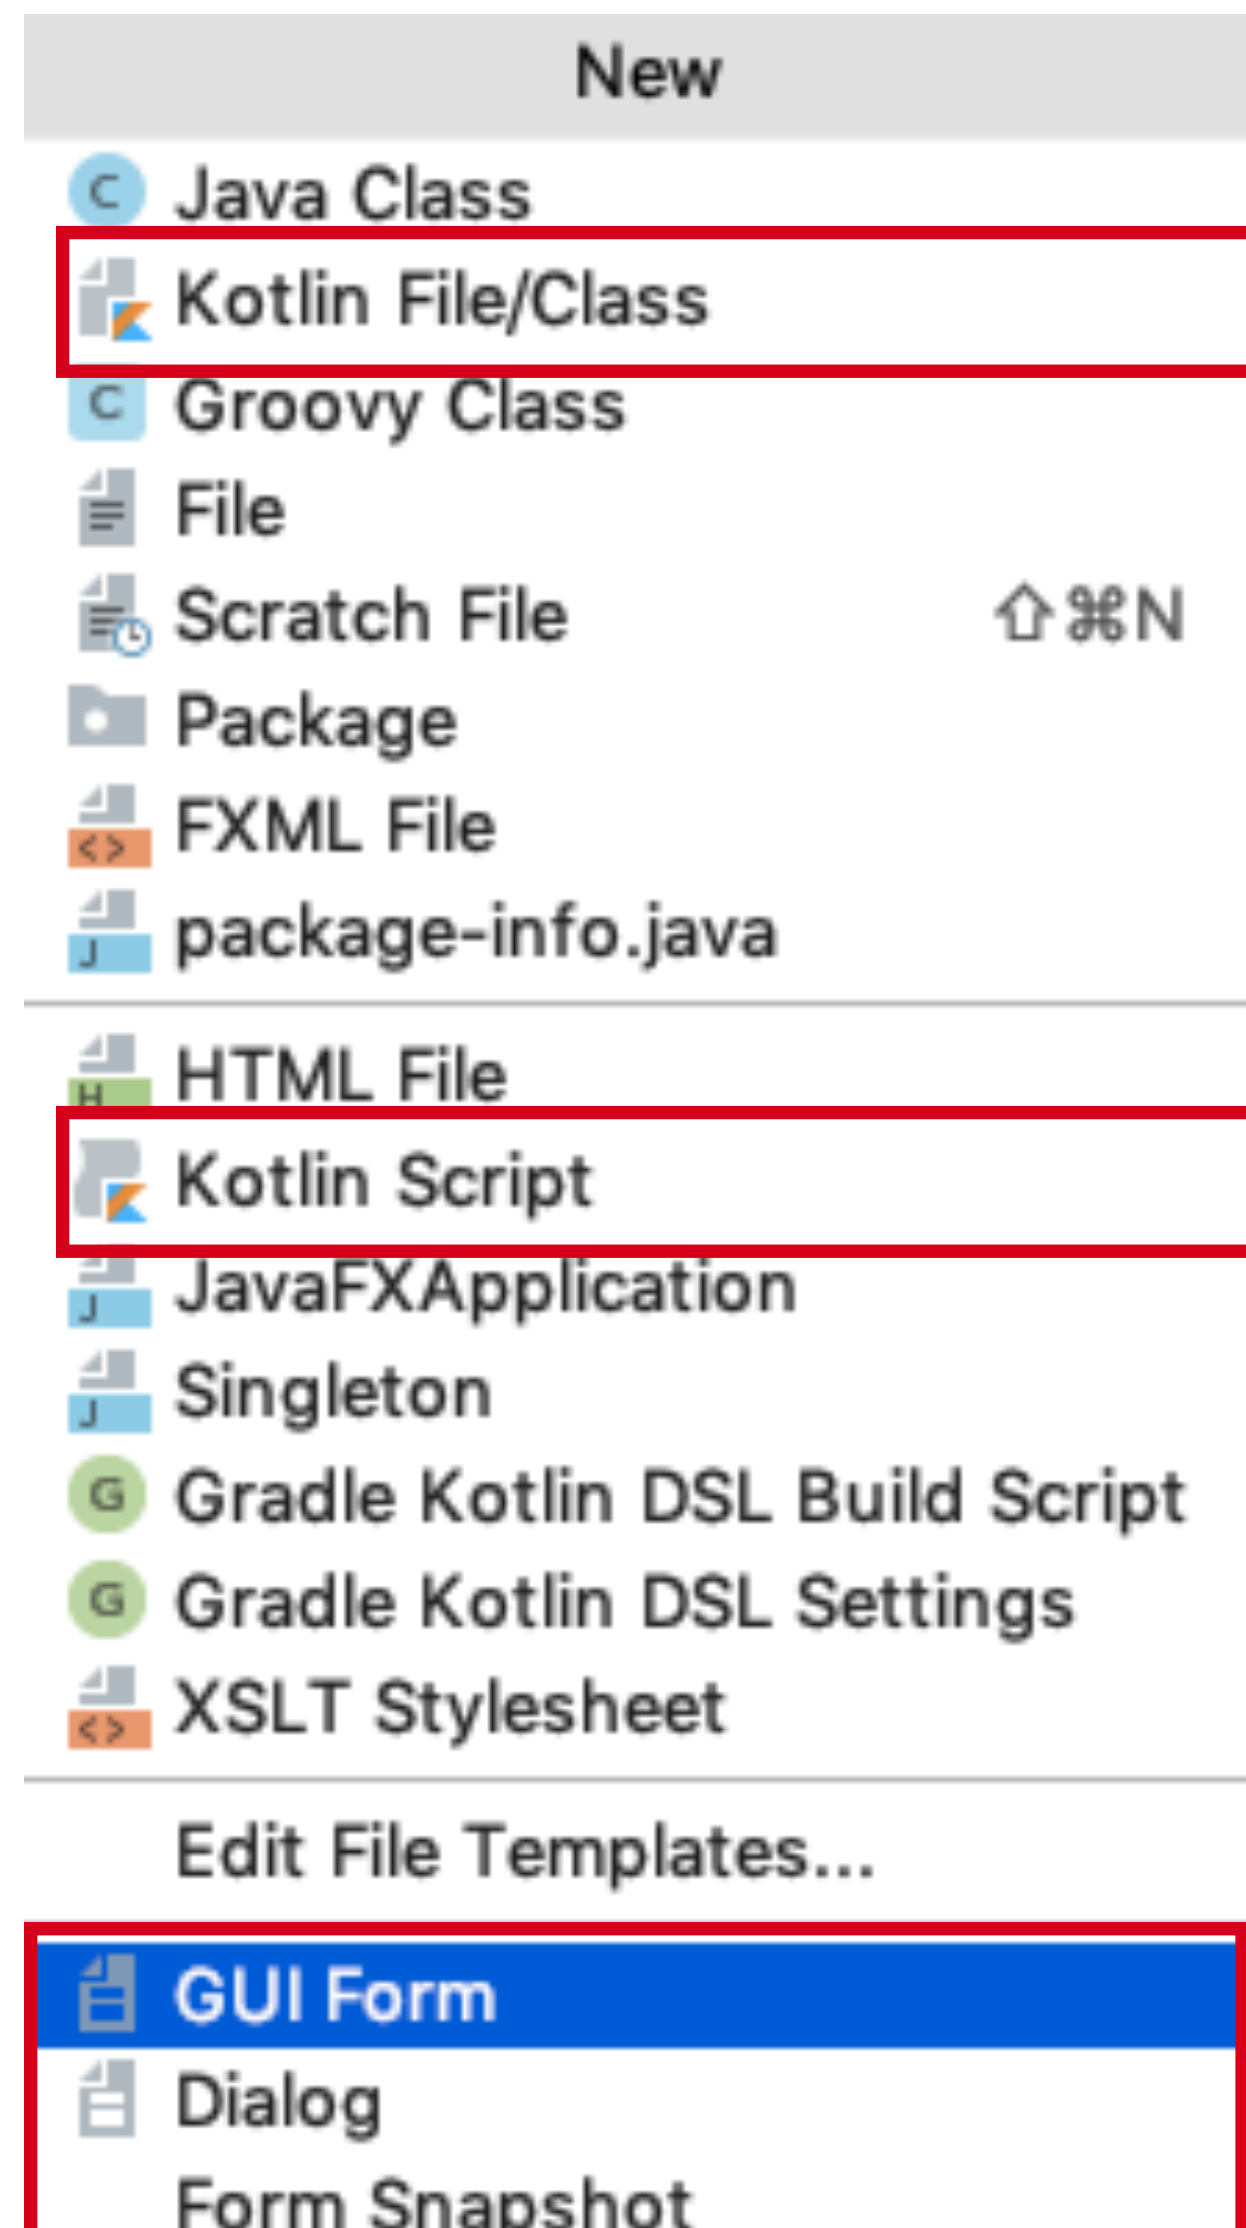 New
Java Class
Kotlin File/Class
Groovy Class
File
Scratch File ⇧⌘N
Package
FXML File
package-info.java
HTML File
Kotlin Script
JavaFXApplication
Singleton
Gradle Kotlin DSL Build Script
Gradle Kotlin DSL Settings
XSLT Stylesheet
Edit File Templates...
GUI Form
Dialog
Form Snapshot